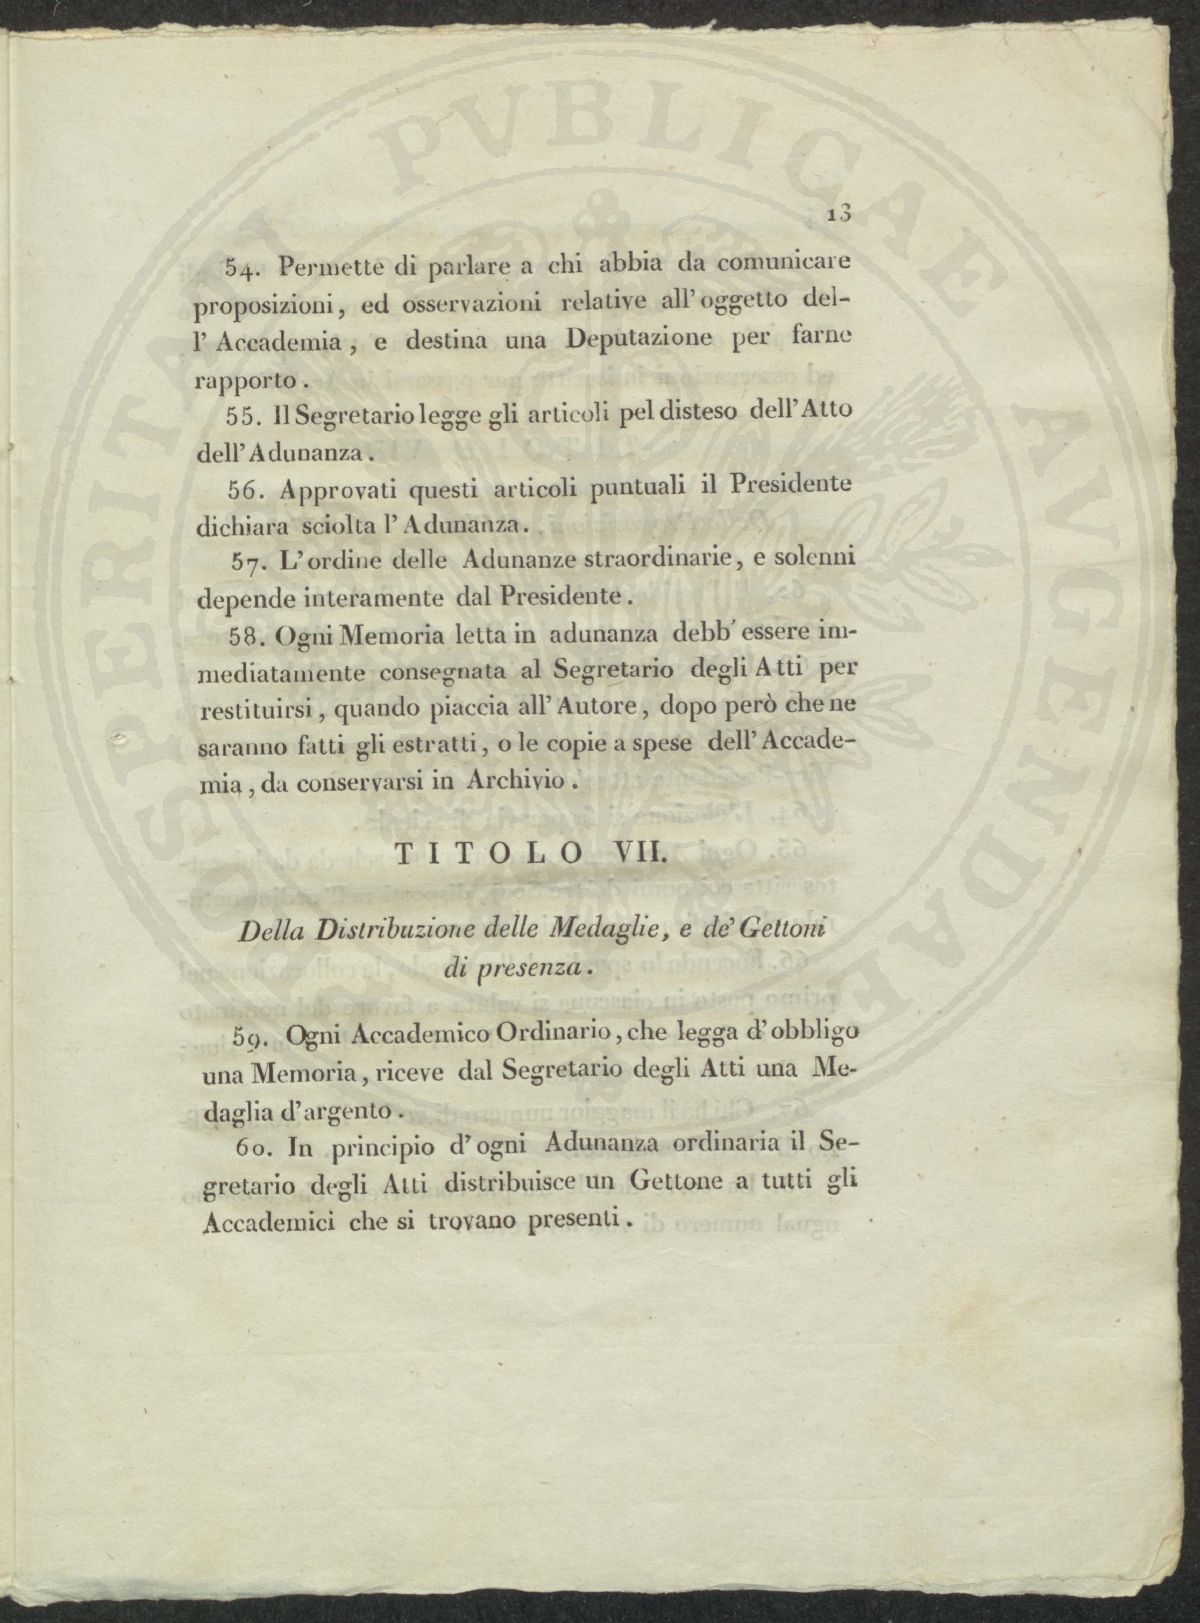 13
54. Permette di parlare a chi abbia da comunicare
proposizioni, ed osservazioni relative all' oggetto del-
l' Accademia, e destina una Deputazione per farne
rapporto.
55. Il Segretario legge gli articoli pel disteso dell' Atto
dell' Adunanza.
56. Approvati questi articoli puntuali il Presidente
dichiara sciolta l' Adunanza.
57. L' ordine delle Adunanze straordinarie, e solenni
depende interamente dal Presidente.
58. Ogni Memoria letta in adunanza debb' essere im-
mediatamente consegnata al Segretario degli Atti per
restituirsi, quando piaccia all' Autore, dopo però che ne
saranno fatti gli estratti, o le copie a spese dell' Accade-
mia, da conservarsi in Archivio.
TITOLO VII.
Della Distribuzione delle Medaglie, e de' Gettoni
di presenza.
59. Ogni Accademico Ordinario, che legga d' obbligo
una Memoria, riceve dal Segretario degli Atti una Me-
daglia d' argento.
60. In principio d' ogni Adunanza ordinaria il Se-
gretario degli Atti distribuisce un Gettone a tutti gli
Accademici che si trovano presenti.
PROSPERITATI PVBLICAE AVGENDAE